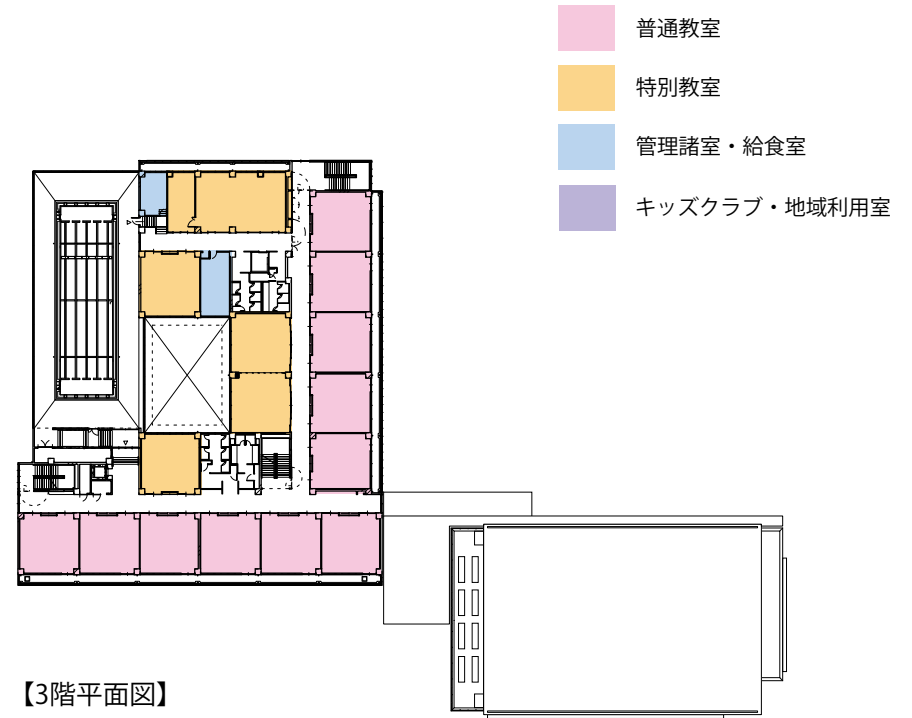 普通教室
特別教室
管理諸室・給食室
キッズクラブ・地域利用室
【3階平面図】